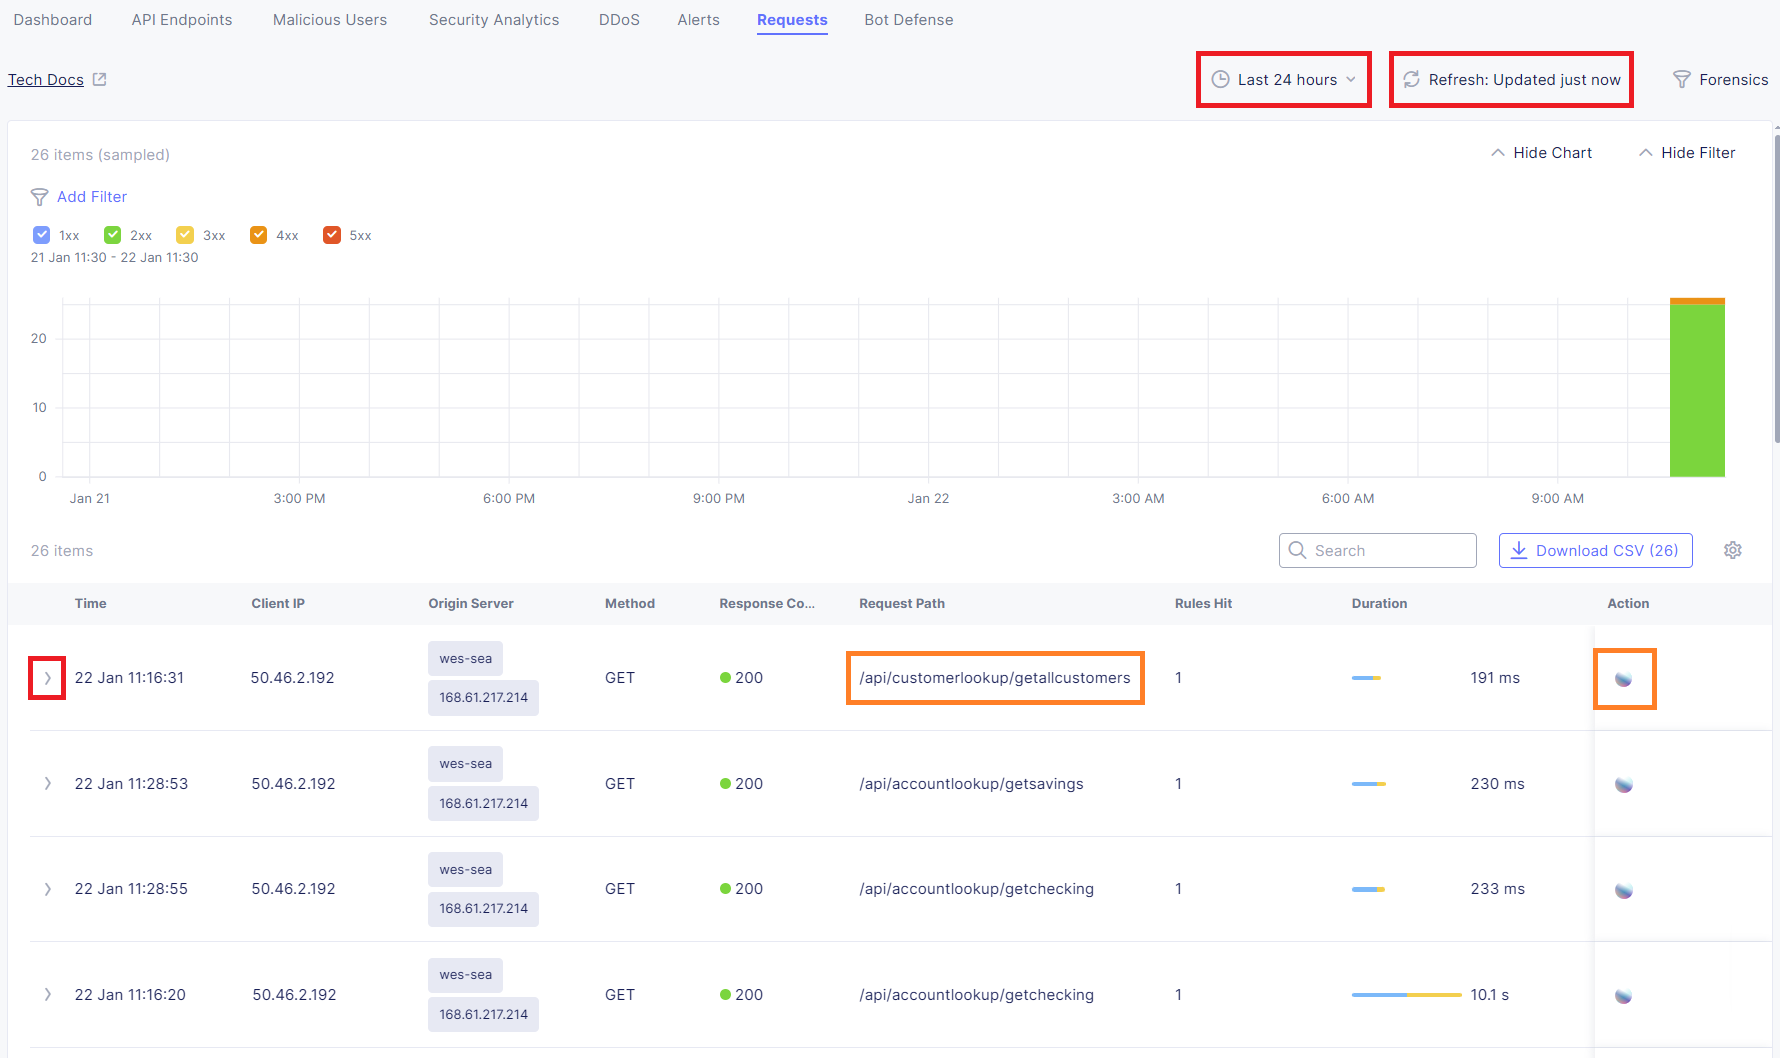 Dashboard API Endpoints Malicious Users Security Analytics DDoS Alerts Requests Bot Defense
Tech Docs Last 24 hours Refresh: Updated just now Forensics
26 items (sampled) Hide Chart Hide Filter
Add Filter
1xx 2xx 3xx 4xx 5xx
21 Jan 11:30 - 22 Jan 11:30
20
10
0
Jan 21 3:00 PM 6:00 PM 9:00 PM Jan 22 3:00 AM 6:00 AM 9:00 AM
26 items Search Download CSV (26)
Time Client IP Origin Server Method Response Co... Request Path Rules Hit Duration Action
wes-sea
22 Jan 11:16:31 50.46.2.192 GET 200 /api/customerlookup/getallcustomers 1 191 ms
168.61.217.214
wes-sea
22 Jan 11:28:53 50.46.2.192 GET 200 /api/accountlookup/getsavings 1 230 ms
168.61.217.214
wes-sea
22 Jan 11:28:55 50.46.2.192 GET 200 /api/accountlookup/getchecking 1 233 ms
168.61.217.214
wes-sea
22 Jan 11:16:20 50.46.2.192 GET 200 /api/accountlookup/getchecking 1 10.1 s
168.61.217.214